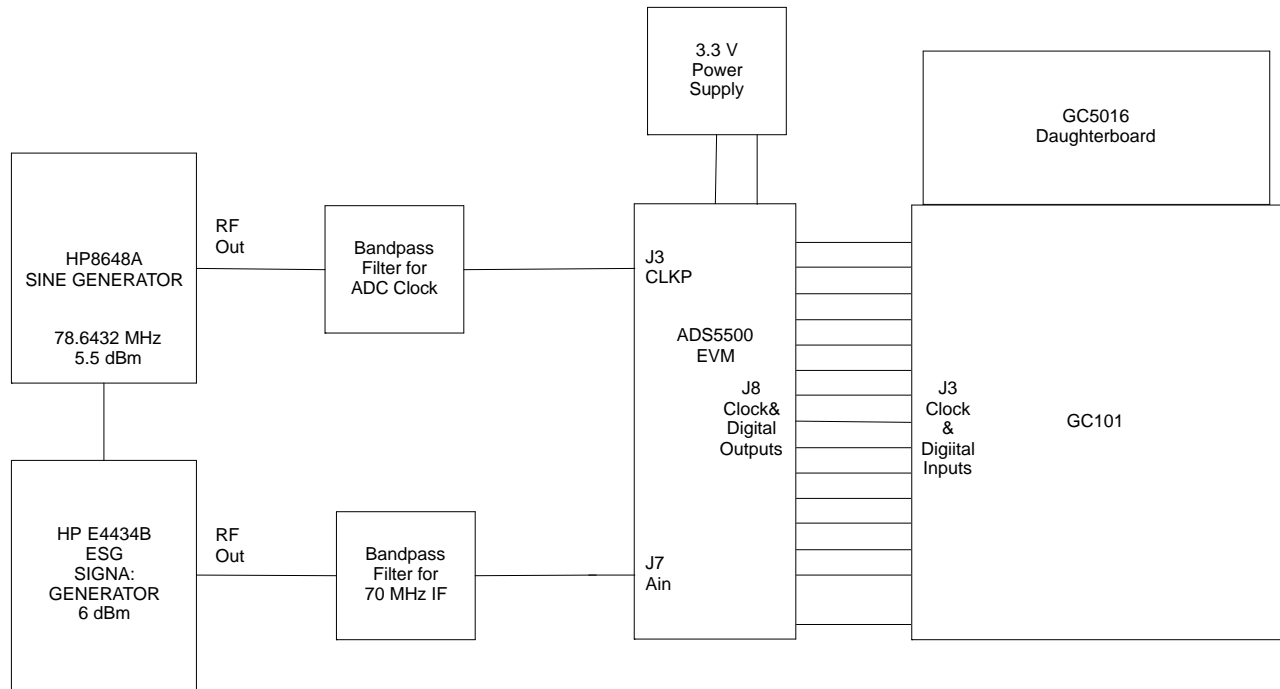 3.3 V
Power
Supply
GC5016
Daughterboard
HP8648A
SINE GENERATOR
78.6432 MHz
5.5 dBm
RF
Out
Bandpass
Filter for
ADC Clock
J3
CLKP
ADS5500
EVM
J8
Clock&
Digital
Outputs
J3
Clock
&
Digiital
Inputs
GC101
HP E4434B
ESG
SIGNA:
GENERATOR
6 dBm
RF
Out
Bandpass
Filter for
70 MHz IF
J7
Ain